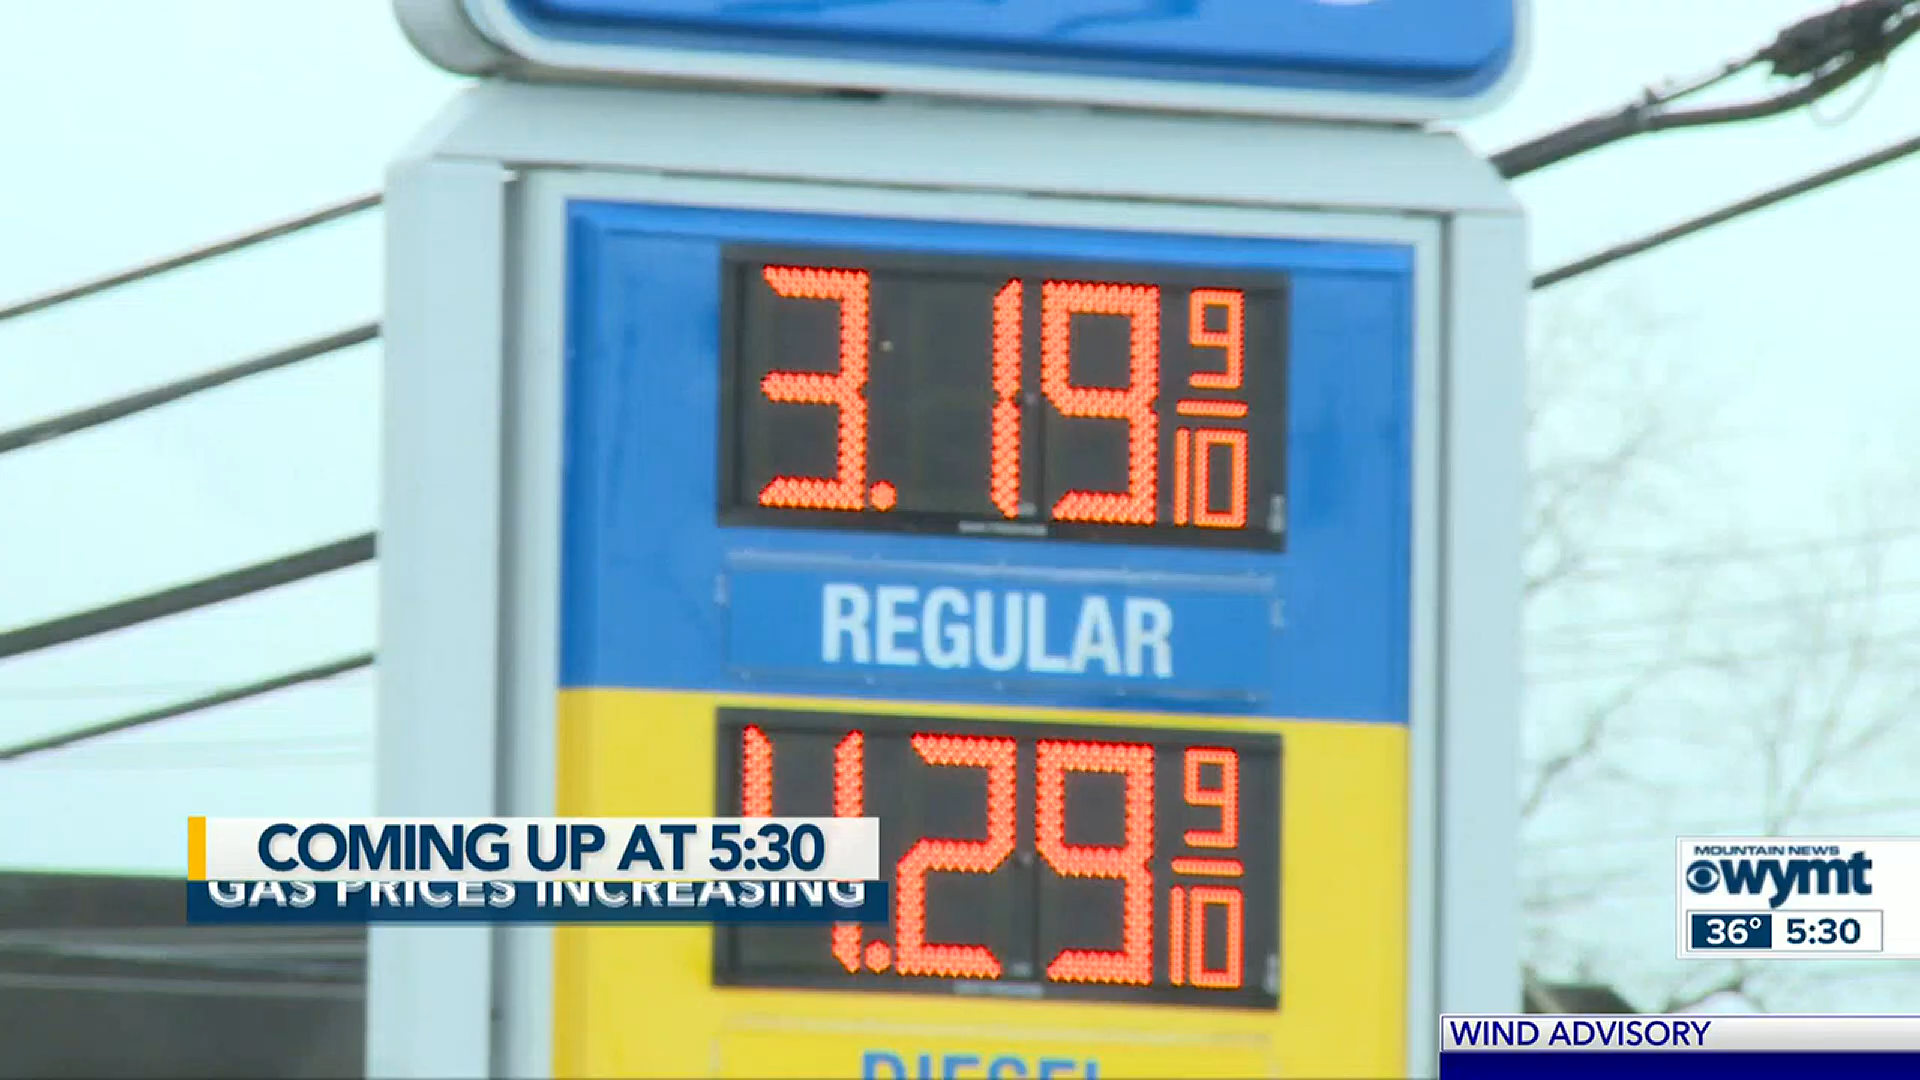 3.19 9/10
REGULAR
4.29 9/10
DIESEL
COMING UP AT 5:30
GAS PRICES INCREASING
MOUNTAIN NEWS
wymt
36° 5:30
WIND ADVISORY